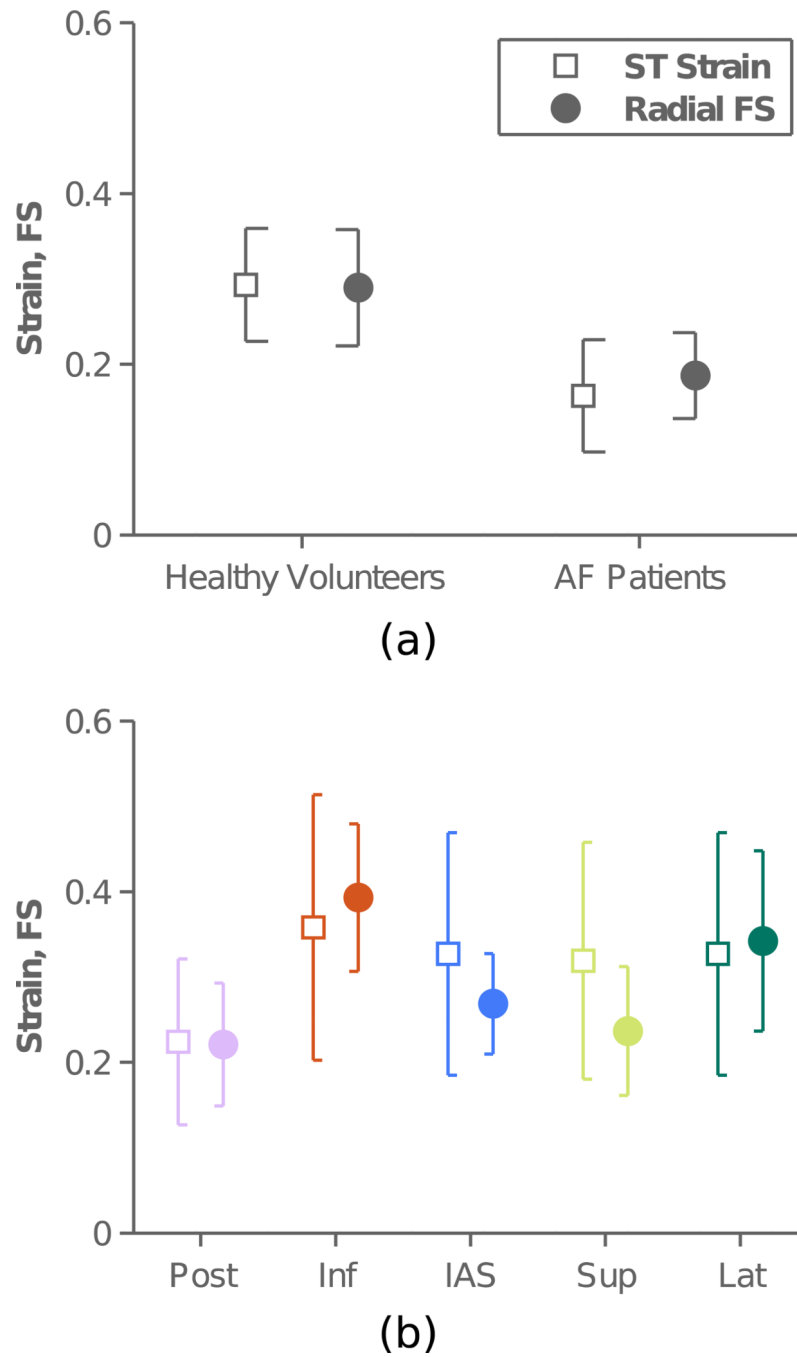 0.6
ST Strain
Radial FS
0.4
Strain, FS
0.2
0
Healthy Volunteers
AF Patients
(a)
0.6
0.4
Strain, FS
0.2
0
Post
Inf
IAS
Sup
Lat
(b)